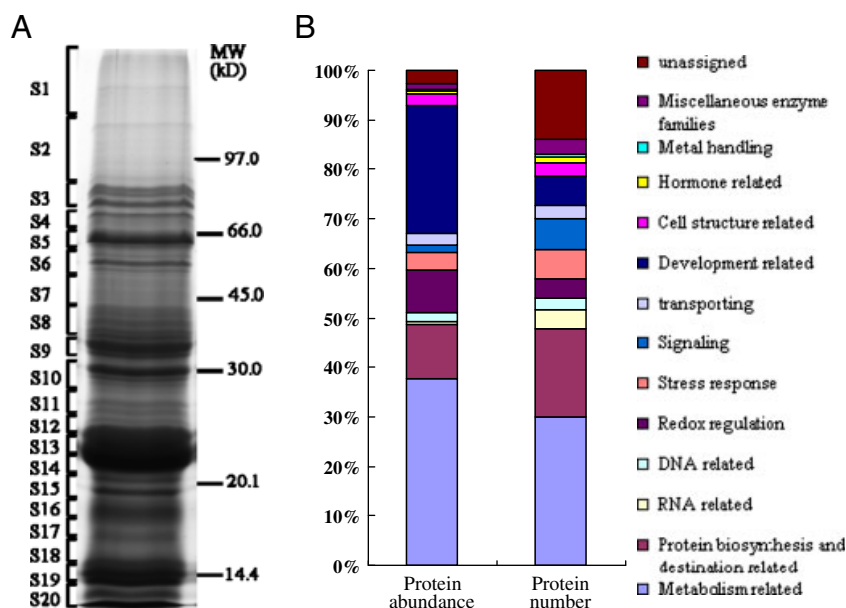 A
MW
(kD)
S1
S2
97.0
S3
S4
66.0
S5
S6
45.0
S7
S8
S9
30.0
S10
S11
S12
S13
S14
20.1
S15
S16
S17
S18
14.4
S19
S20
B
100%
90%
80%
70%
60%
50%
40%
30%
20%
10%
0%
Protein
abundance
Protein
number
unassigned
Miscellaneous enzyme
families
Metal handling
Hormone related
Cell structure related
Development related
transporting
Signaling
Stress response
Redox regulation
DNA related
RNA related
Protein biosynthesis and
destination related
Metabolism related